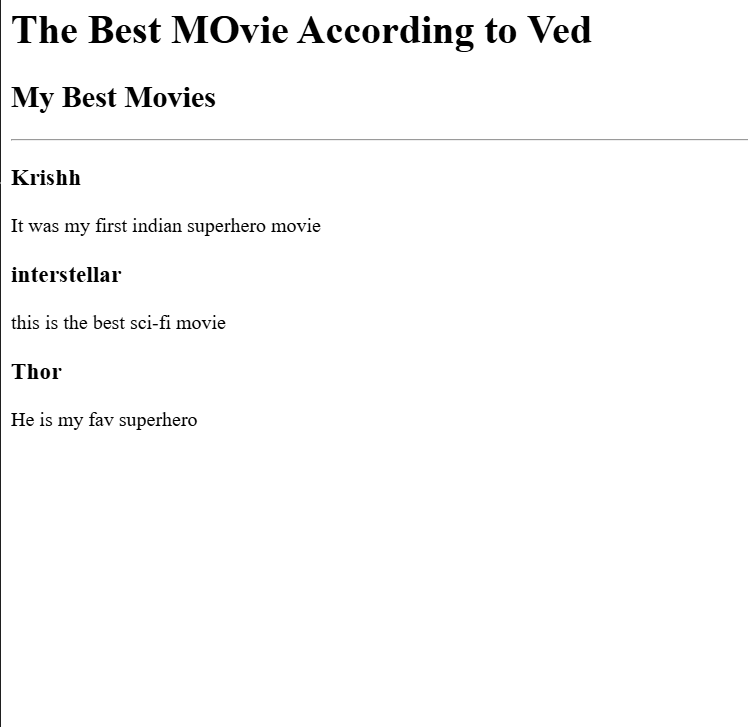 The Best MOvie According to Ved
My Best Movies
Krishh
It was my first indian superhero movie
interstellar
this is the best sci-fi movie
Thor
He is my fav superhero